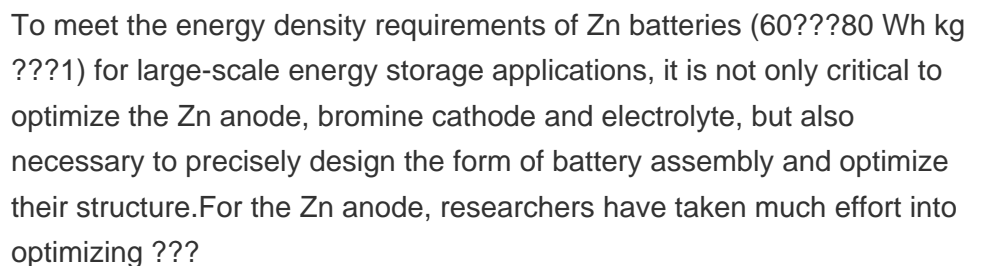 To meet the energy density requirements of Zn batteries (60???80 Wh kg
???1) for large-scale energy storage applications, it is not only critical to
optimize the Zn anode, bromine cathode and electrolyte, but also
necessary to precisely design the form of battery assembly and optimize
their structure.For the Zn anode, researchers have taken much effort into
optimizing ???